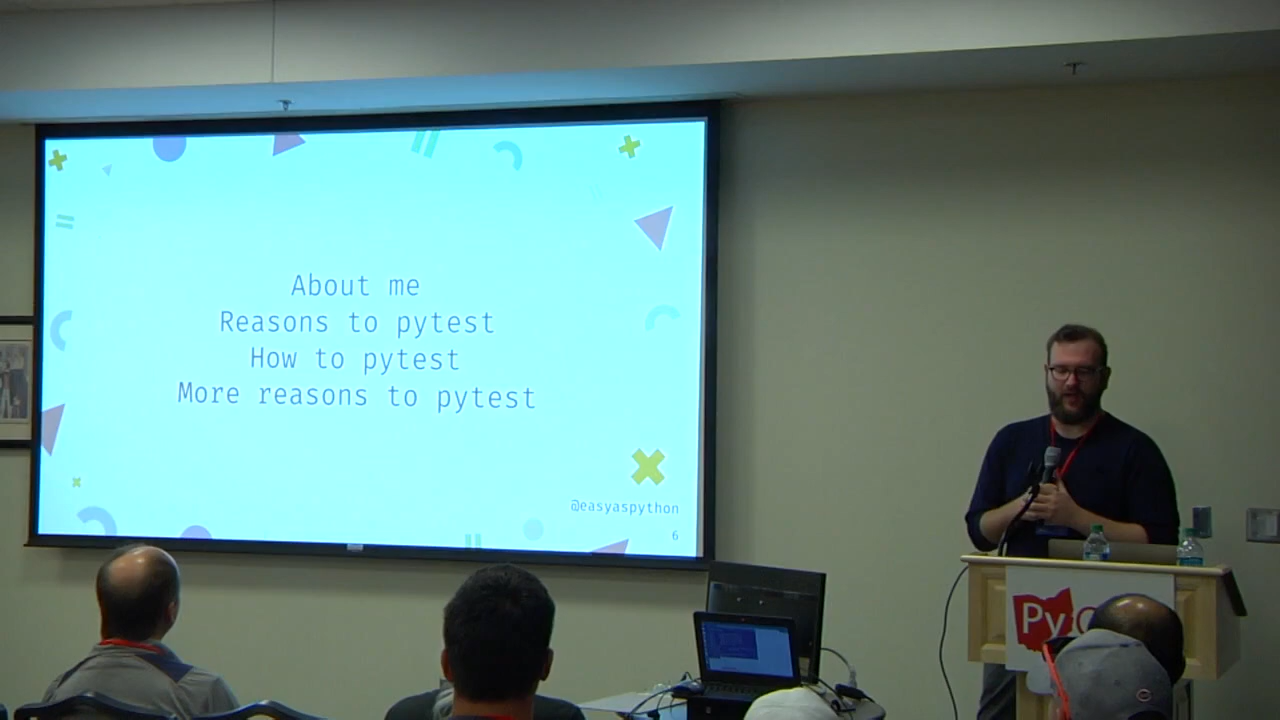 About me
Reasons to pytest
How to pytest
More reasons to pytest
@easyaspython
6
Py